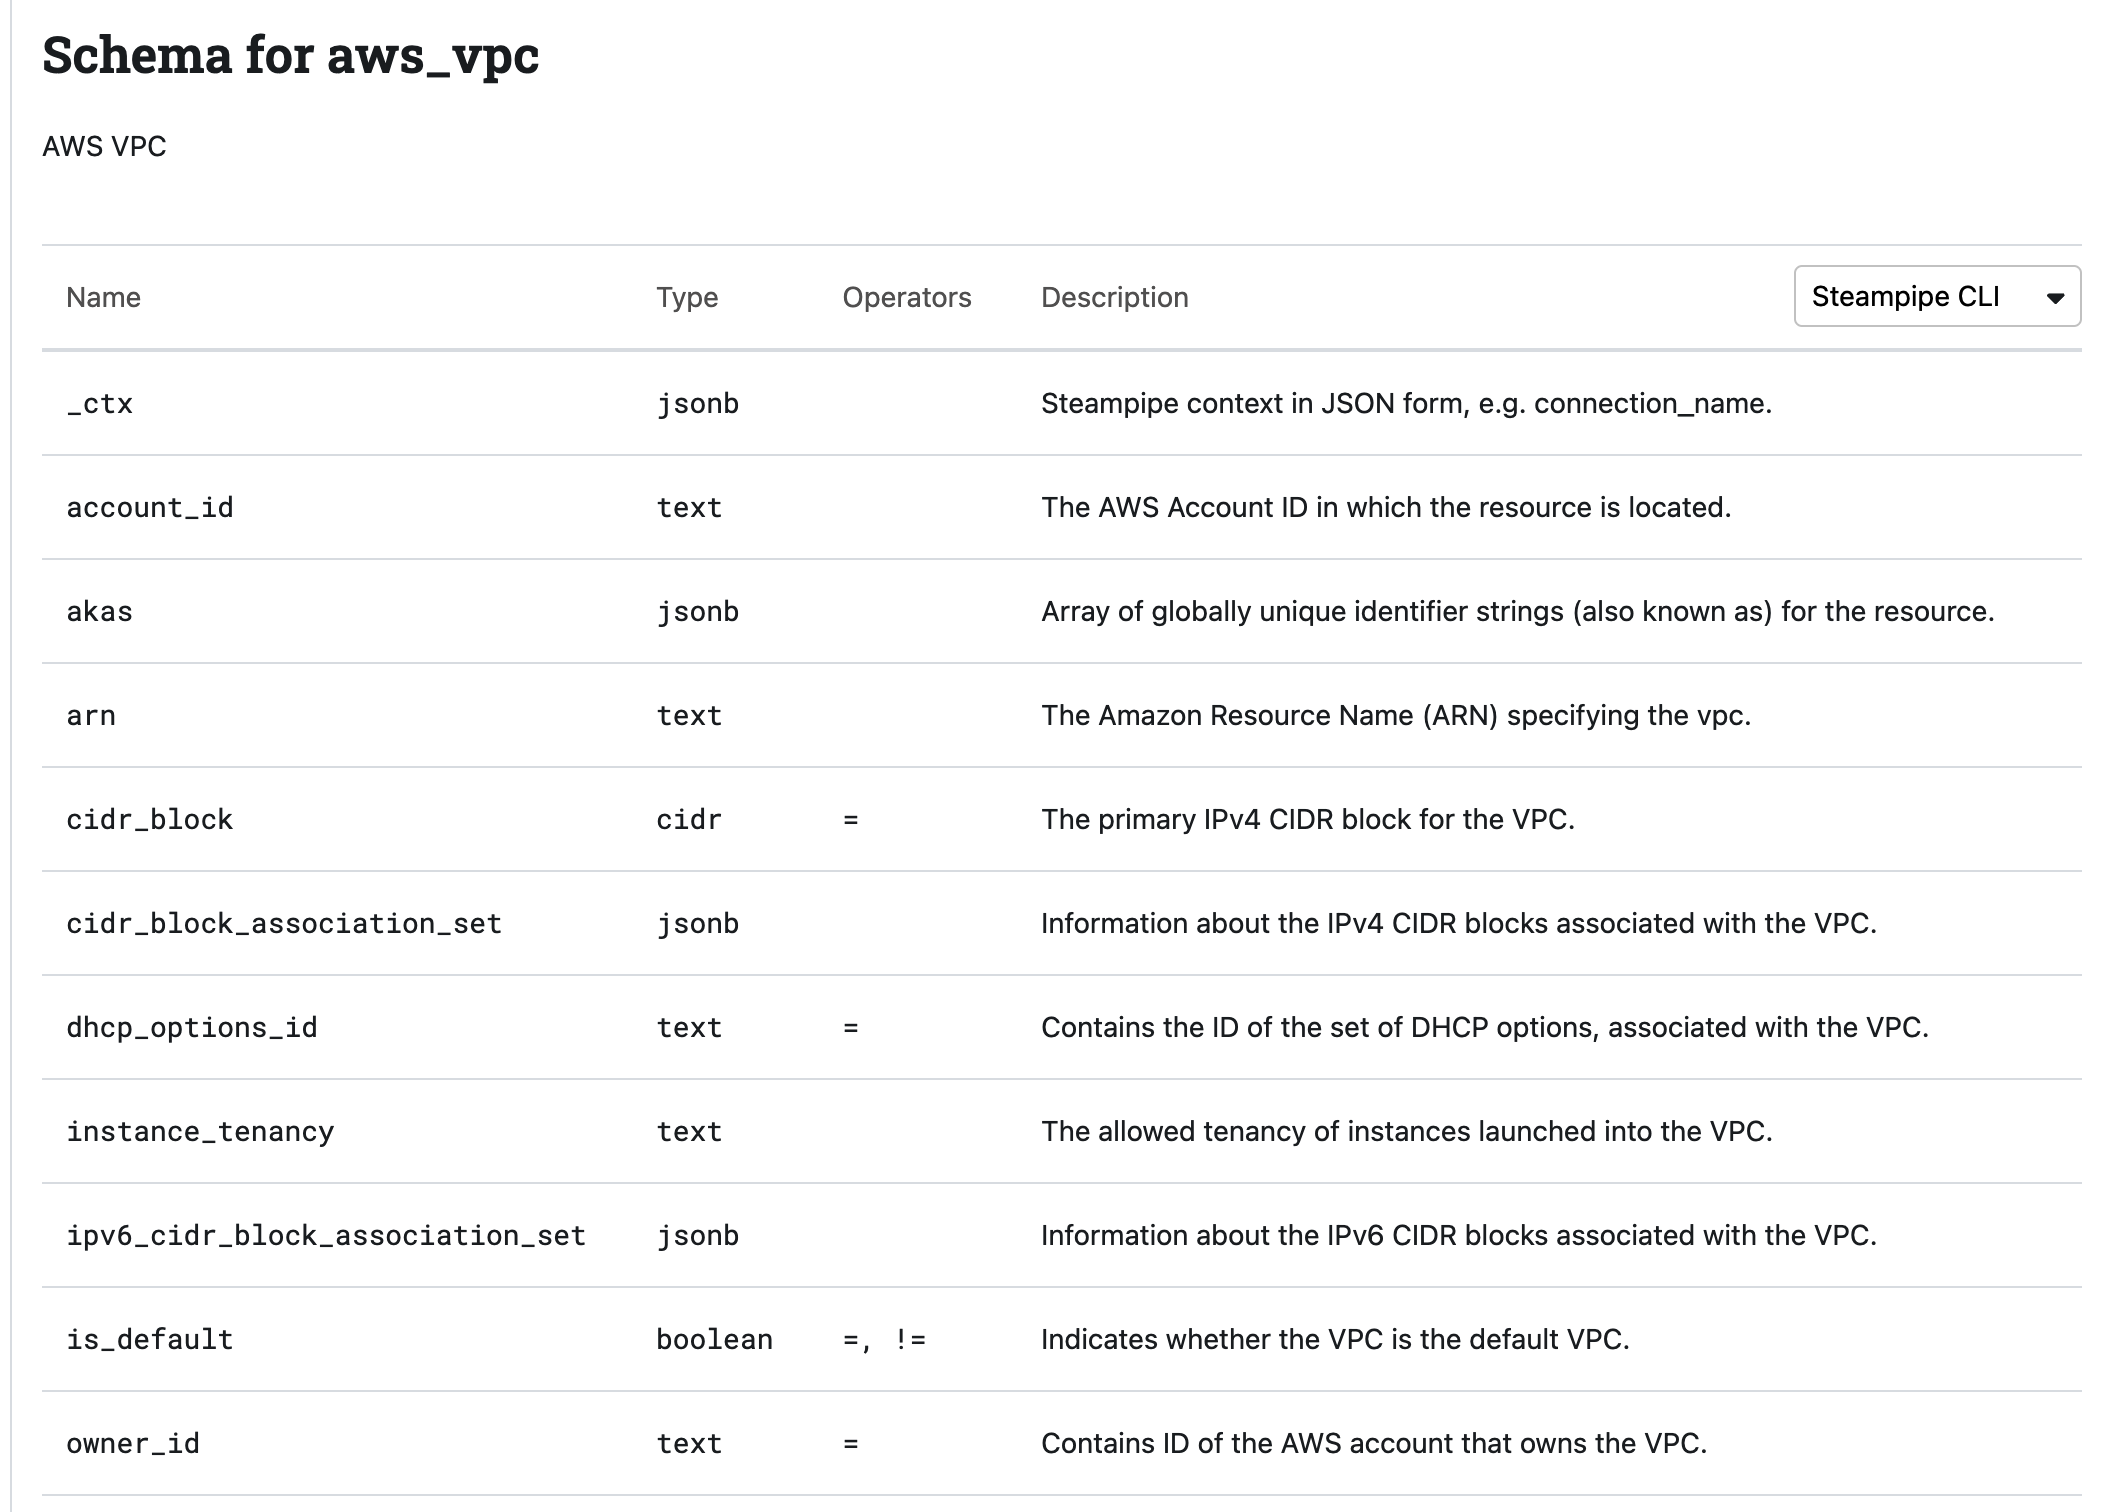 Schema for aws_vpc
AWS VPC
Name Type Operators Description Steampipe CLI
_ctx jsonb Steampipe context in JSON form, e.g. connection_name.
account_id text The AWS Account ID in which the resource is located.
akas jsonb Array of globally unique identifier strings (also known as) for the resource.
arn text The Amazon Resource Name (ARN) specifying the vpc.
cidr_block cidr = The primary IPv4 CIDR block for the VPC.
cidr_block_association_set jsonb Information about the IPv4 CIDR blocks associated with the VPC.
dhcp_options_id text = Contains the ID of the set of DHCP options, associated with the VPC.
instance_tenancy text The allowed tenancy of instances launched into the VPC.
ipv6_cidr_block_association_set jsonb Information about the IPv6 CIDR blocks associated with the VPC.
is_default boolean =, != Indicates whether the VPC is the default VPC.
owner_id text = Contains ID of the AWS account that owns the VPC.